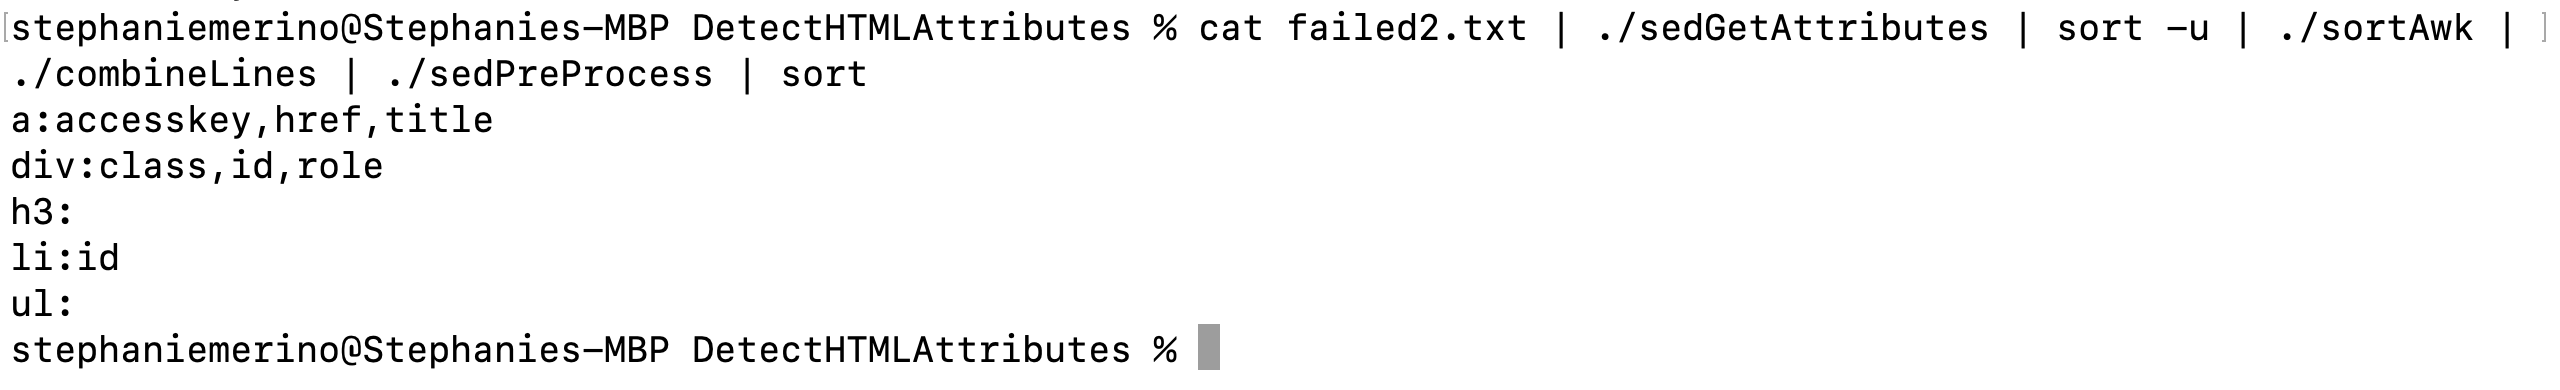 stephaniemerino@Stephanies-MBP DetectHTMLAttributes % cat failed2.txt | ./sedGetAttributes | sort -u | ./sortAwk |
./combineLines | ./sedPreProcess | sort
a:accesskey,href,title
div:class,id,role
h3:
li:id
ul:
stephaniemerino@Stephanies-MBP DetectHTMLAttributes %